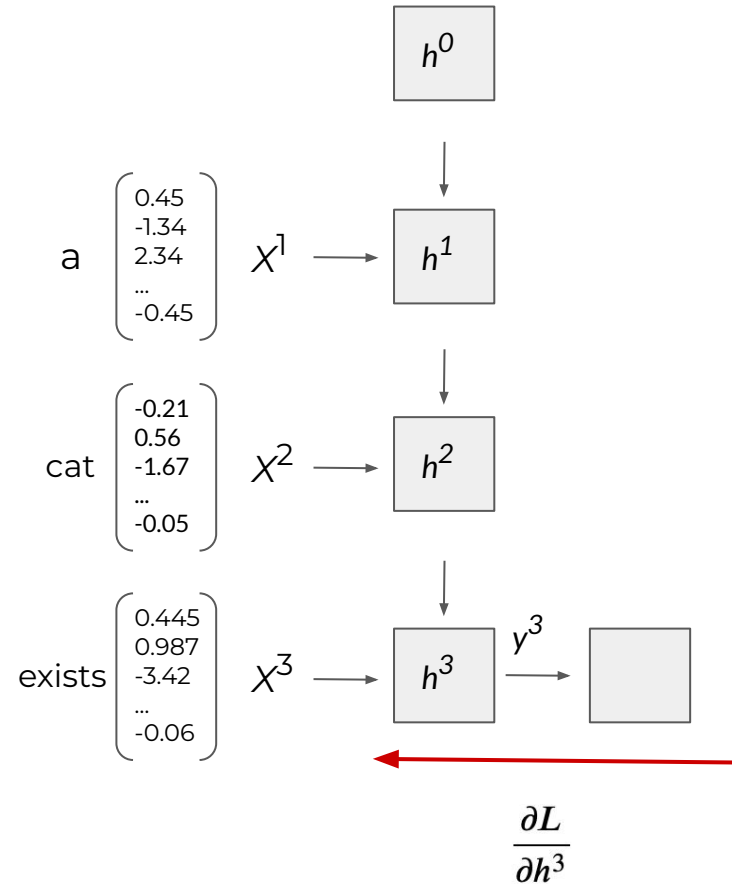 h⁰
0.45
-1.34
2.34
...
-0.45
a
X¹
h¹
-0.21
0.56
-1.67
...
-0.05
cat
X²
h²
0.445
0.987
-3.42
...
-0.06
exists
X³
h³
y³
∂L
∂h³